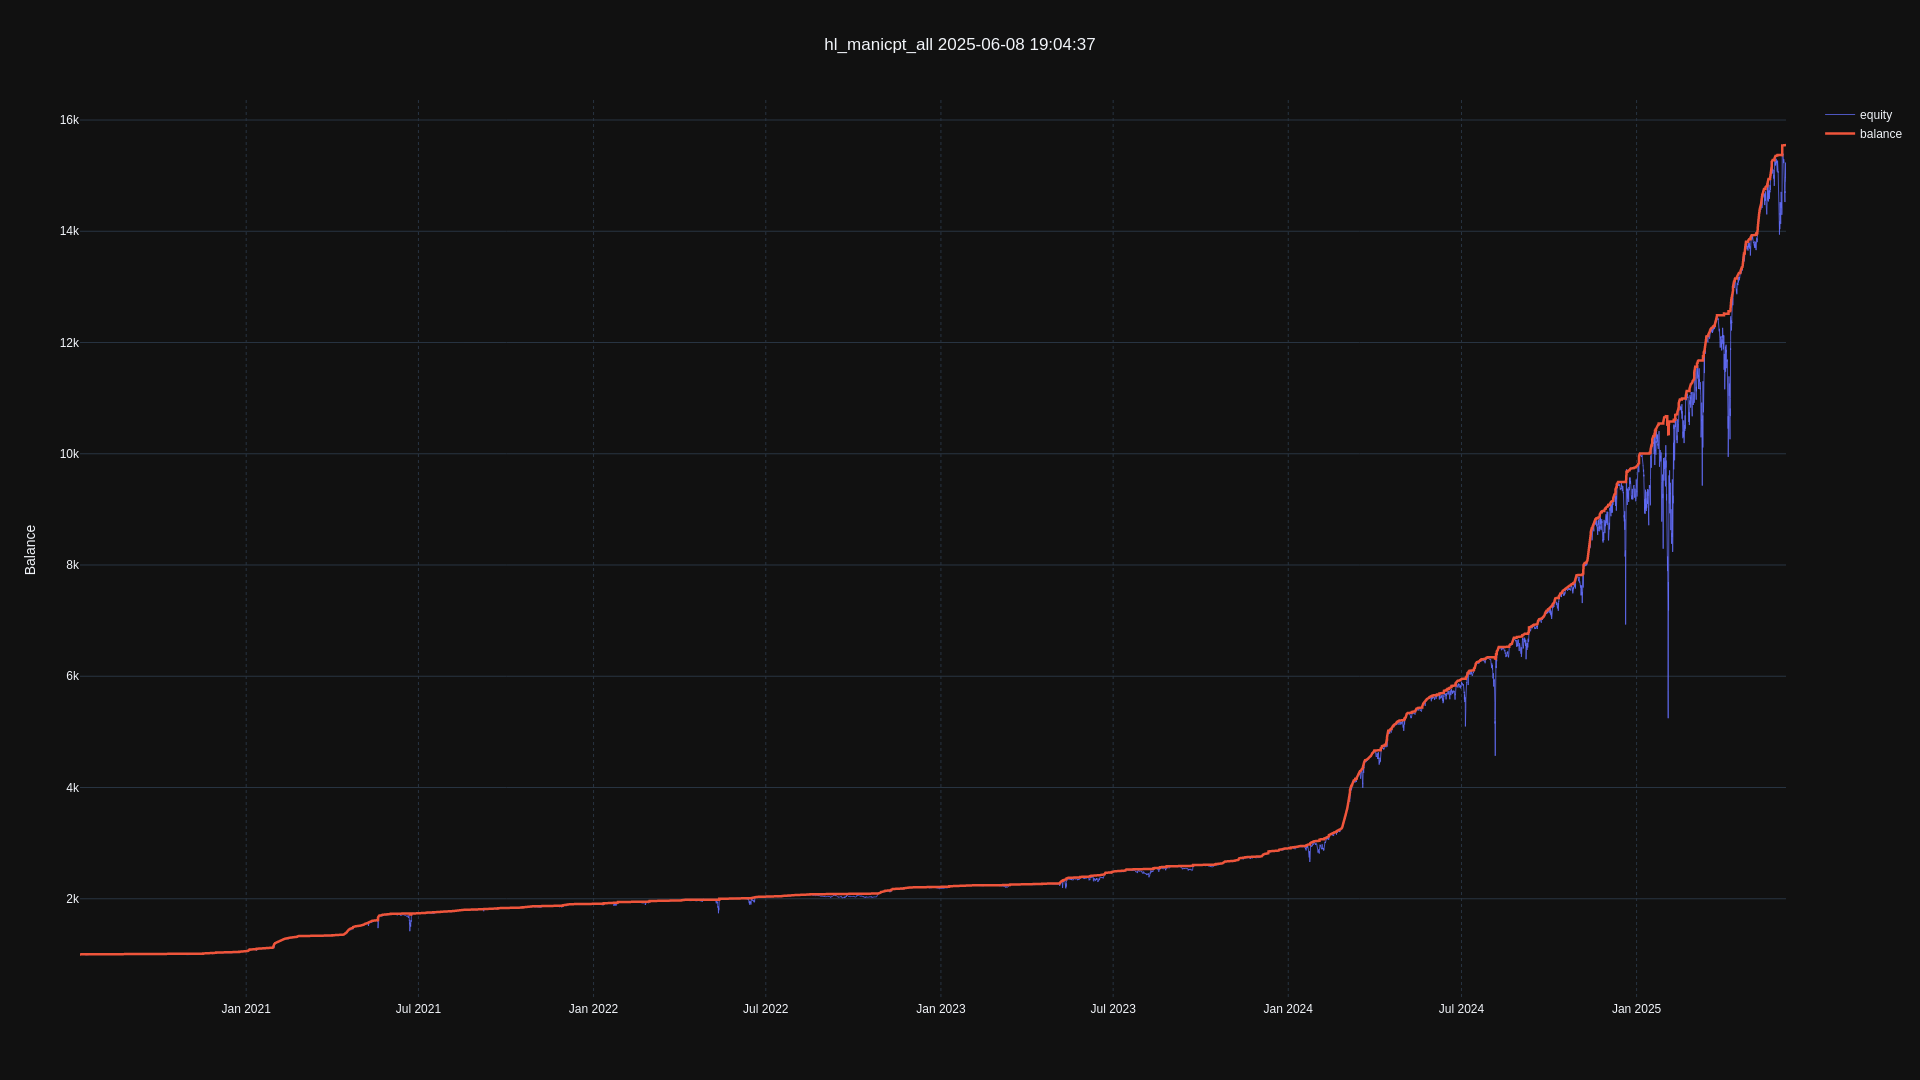 hl_manicpt_all 2025-06-08 19:04:37
equity
balance
Balance
16k
14k
12k
10k
8k
6k
4k
2k
Jan 2021
Jul 2021
Jan 2022
Jul 2022
Jan 2023
Jul 2023
Jan 2024
Jul 2024
Jan 2025